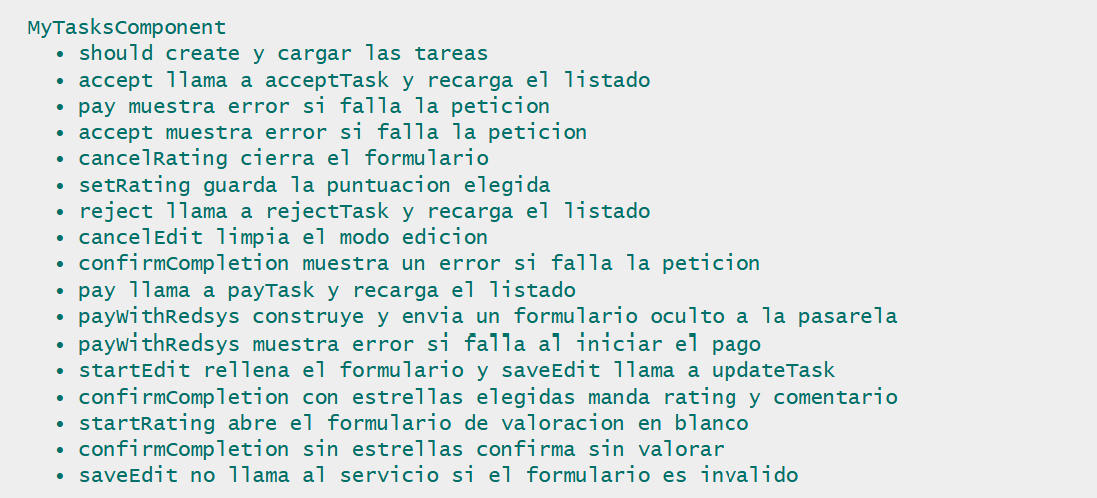 MyTasksComponent
• should create y cargar las tareas
• accept llama a acceptTask y recarga el listado
• pay muestra error si falla la peticion
• accept muestra error si falla la peticion
• cancelRating cierra el formulario
• setRating guarda la puntuacion elegida
• reject llama a rejectTask y recarga el listado
• cancelEdit limpia el modo edicion
• confirmCompletion muestra un error si falla la peticion
• pay llama a payTask y recarga el listado
• payWithRedsys construye y envia un formulario oculto a la pasarela
• payWithRedsys muestra error si falla al iniciar el pago
• startEdit rellena el formulario y saveEdit llama a updateTask
• confirmCompletion con estrellas elegidas manda rating y comentario
• startRating abre el formulario de valoracion en blanco
• confirmCompletion sin estrellas confirma sin valorar
• saveEdit no llama al servicio si el formulario es invalido